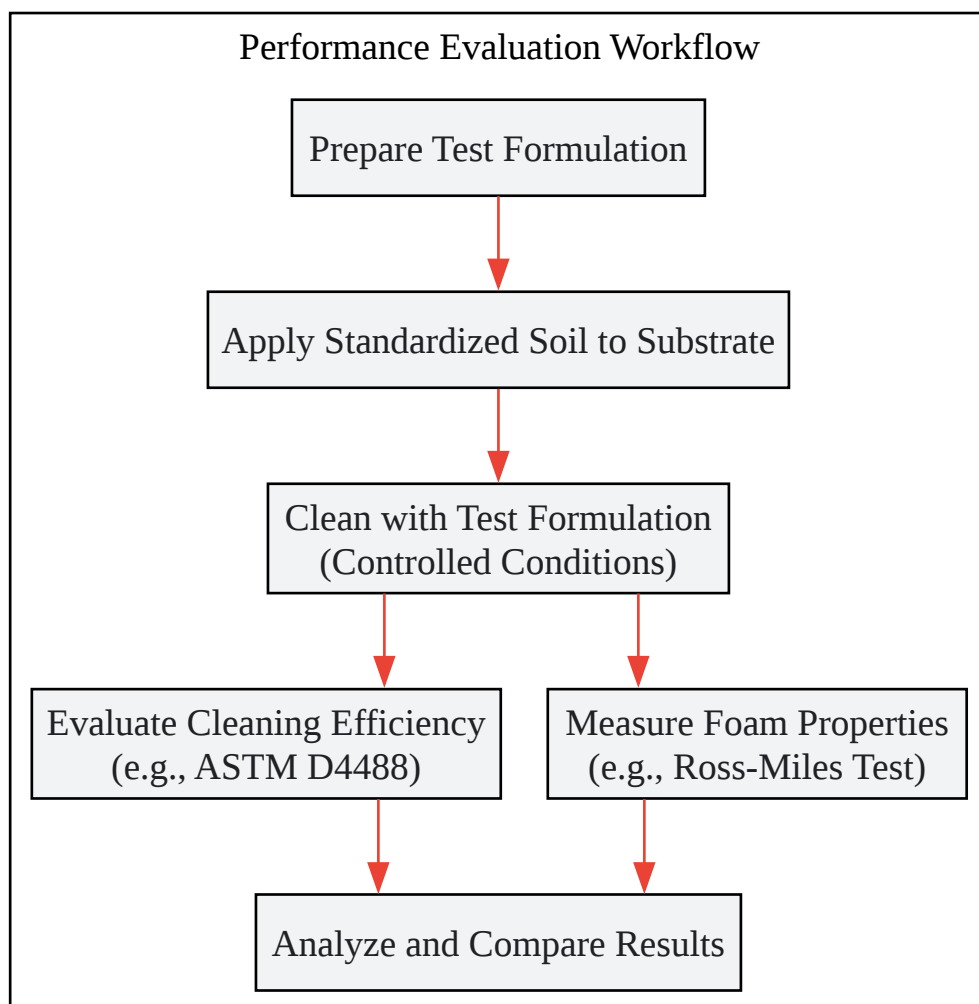 Performance Evaluation Workflow
Prepare Test Formulation
Apply Standardized Soil to Substrate
Clean with Test Formulation
(Controlled Conditions)
Evaluate Cleaning Efficiency
(e.g., ASTM D4488)
Measure Foam Properties
(e.g., Ross-Miles Test)
Analyze and Compare Results